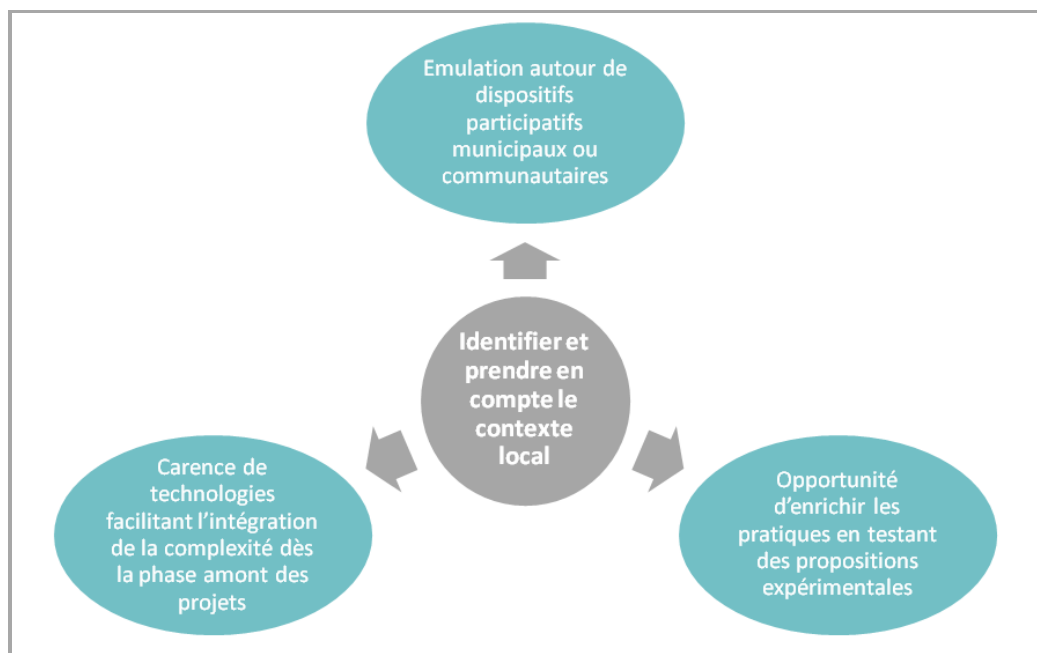 Emulation autour de
dispositifs
participatifs
municipaux ou
communautaires
Identifier et
prendre en
compte le
contexte
local
Carence de
technologies
facilitant l’intégration
de la complexité dès
la phase amont des
projets
Opportunité
d’enrichir les
pratiques en testant
des propositions
expérimentales